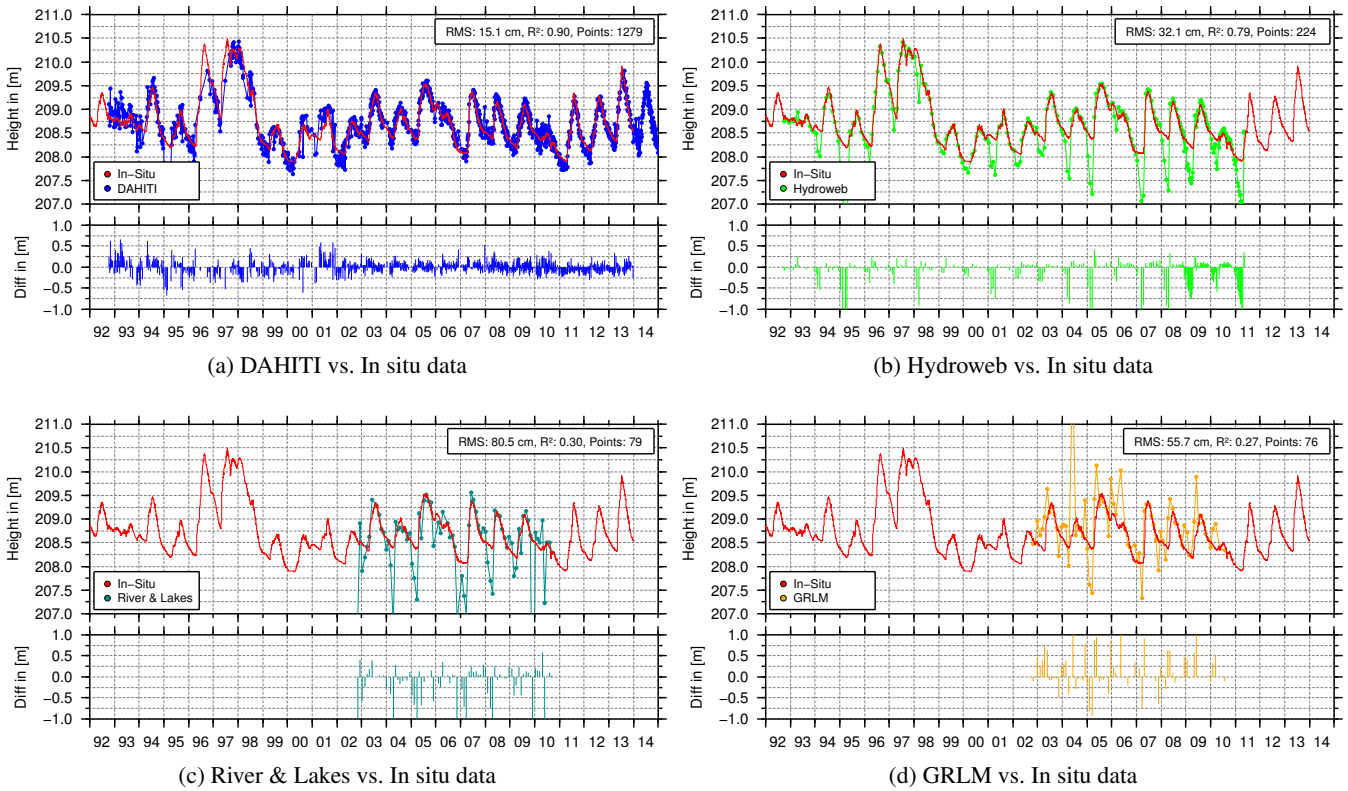 211.0
210.5
210.0
209.5
209.0
208.5
208.0
207.5
207.0
Height in [m]
RMS: 15.1 cm, R²: 0.90, Points: 1279
In−Situ
DAHITI
1.0
0.5
0.0
−0.5
−1.0
Diff in [m]
92 93 94 95 96 97 98 99 00 01 02 03 04 05 06 07 08 09 10 11 12 13 14
(a) DAHITI vs. In situ data
211.0
210.5
210.0
209.5
209.0
208.5
208.0
207.5
207.0
Height in [m]
RMS: 32.1 cm, R²: 0.79, Points: 224
In−Situ
Hydroweb
1.0
0.5
0.0
−0.5
−1.0
Diff in [m]
92 93 94 95 96 97 98 99 00 01 02 03 04 05 06 07 08 09 10 11 12 13 14
(b) Hydroweb vs. In situ data
211.0
210.5
210.0
209.5
209.0
208.5
208.0
207.5
207.0
Height in [m]
RMS: 80.5 cm, R²: 0.30, Points: 79
In−Situ
River & Lakes
1.0
0.5
0.0
−0.5
−1.0
Diff in [m]
92 93 94 95 96 97 98 99 00 01 02 03 04 05 06 07 08 09 10 11 12 13 14
(c) River & Lakes vs. In situ data
211.0
210.5
210.0
209.5
209.0
208.5
208.0
207.5
207.0
Height in [m]
RMS: 55.7 cm, R²: 0.27, Points: 76
In−Situ
GRLM
1.0
0.5
0.0
−0.5
−1.0
Diff in [m]
92 93 94 95 96 97 98 99 00 01 02 03 04 05 06 07 08 09 10 11 12 13 14
(d) GRLM vs. In situ data